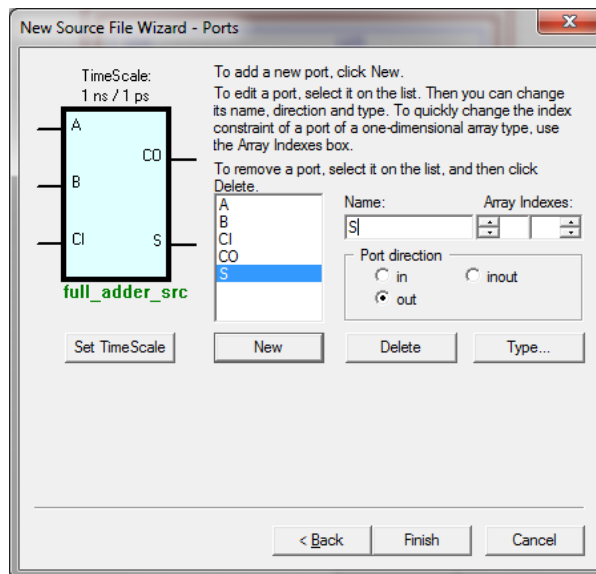 New Source File Wizard - Ports
X
TimeScale:
1 ns / 1 ps
A
B
CI
CO
S
full_adder_src
Set TimeScale
To add a new port, click New.
To edit a port, select it on the list. Then you can change
its name, direction and type. To quickly change the index
constraint of a port of a one-dimensional array type, use
the Array Indexes box.
To remove a port, select it on the list, and then click
Delete.
A
B
CI
CO
S
Name:
Array Indexes:
S
Port direction
in
inout
out
New
Delete
Type...
< Back
Finish
Cancel